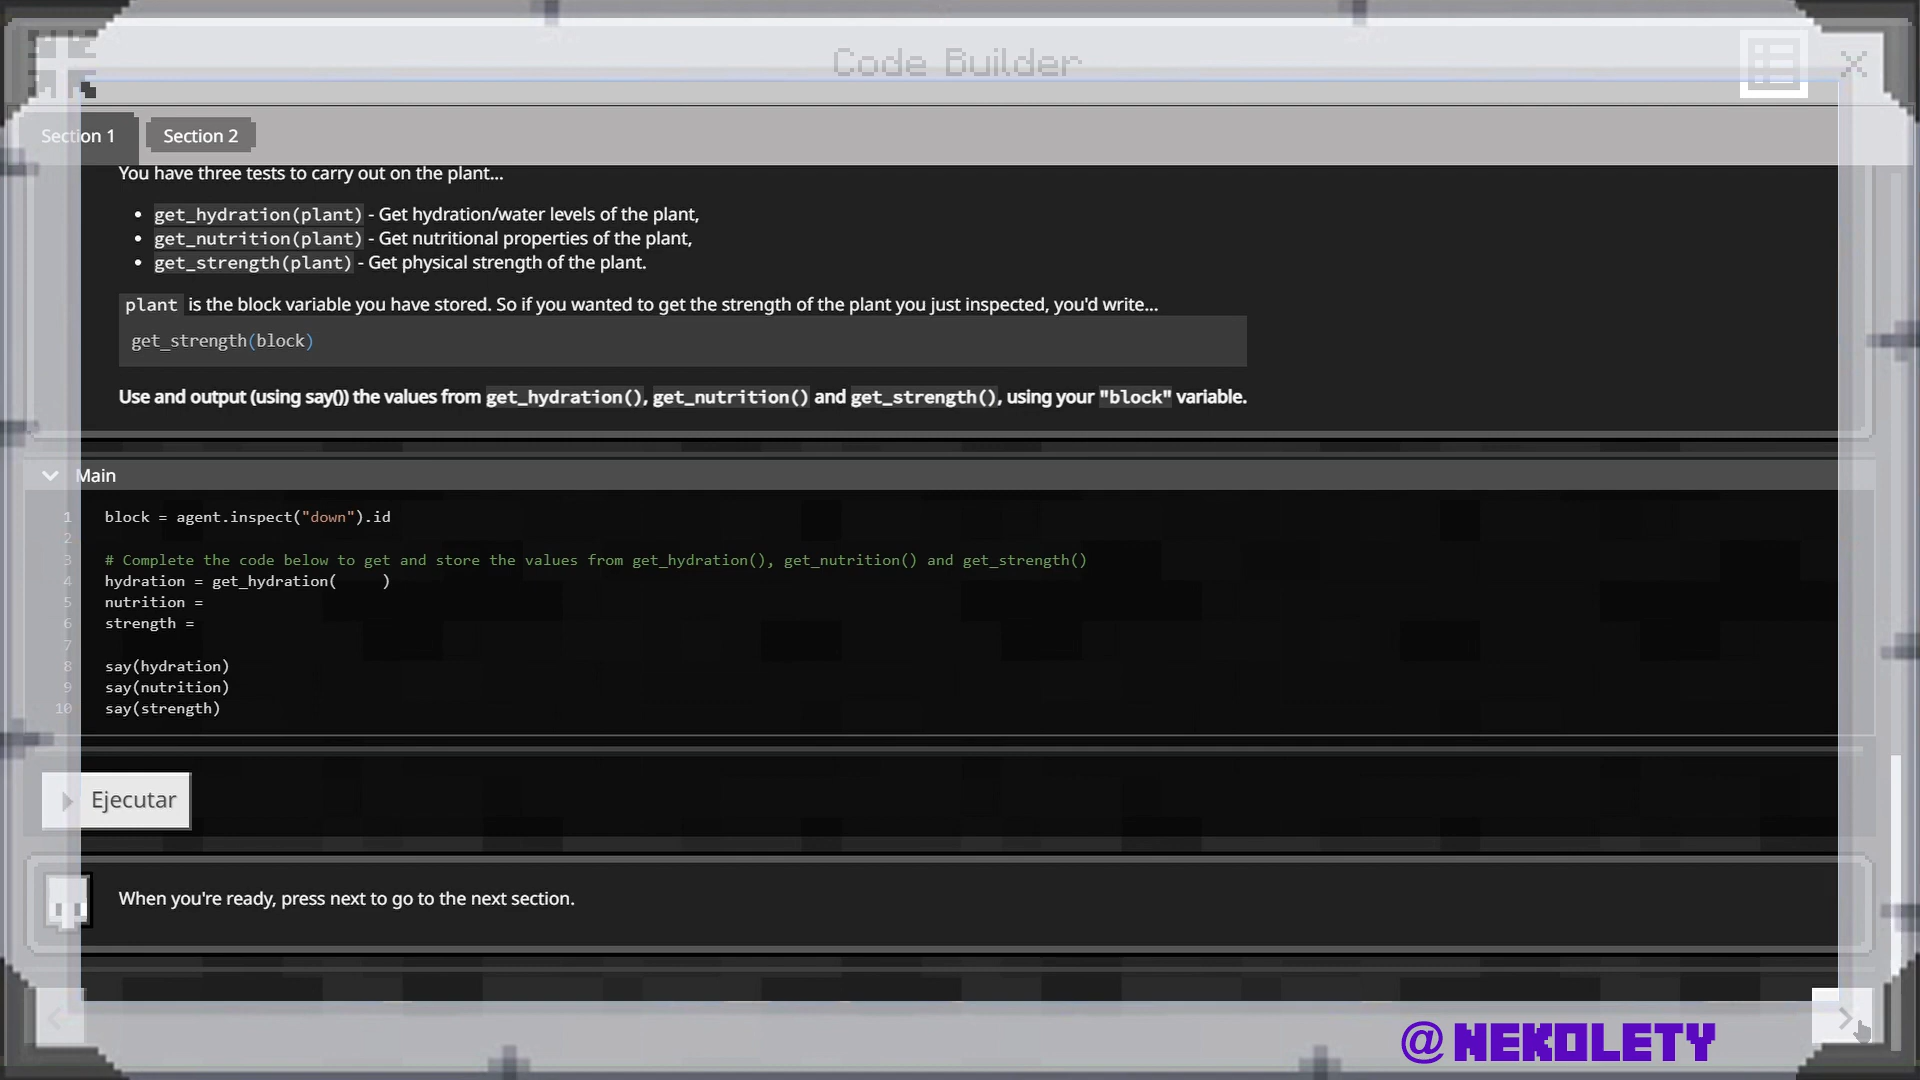 Code Builder
Section 1
Section 2
You have three tests to carry out on the plant...
• get_hydration(plant) - Get hydration/water levels of the plant,
• get_nutrition(plant) - Get nutritional properties of the plant,
• get_strength(plant) - Get physical strength of the plant.
plant is the block variable you have stored. So if you wanted to get the strength of the plant you just inspected, you'd write...
get_strength(block)
Use and output (using say()) the values from get_hydration(), get_nutrition() and get_strength(), using your "block" variable.
Main
1 block = agent.inspect("down").id
2
3 # Complete the code below to get and store the values from get_hydration(), get_nutrition() and get_strength()
4 hydration = get_hydration(     )
5 nutrition =
6 strength =
7
8 say(hydration)
9 say(nutrition)
10 say(strength)
Ejecutar
When you're ready, press next to go to the next section.
@NEKOLETY